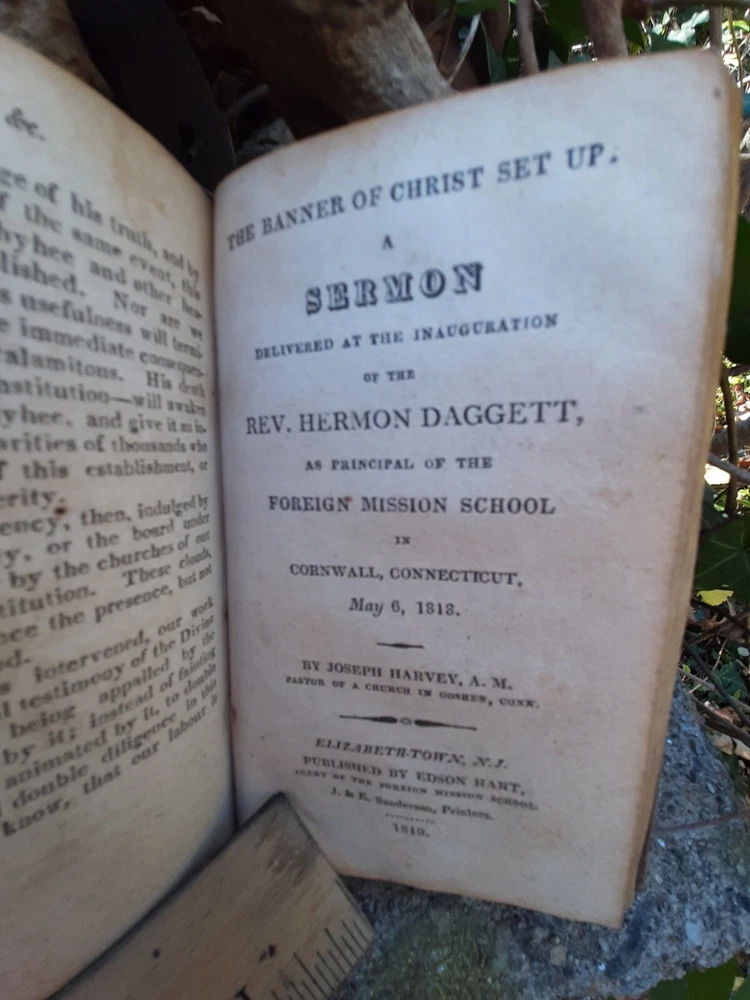 &c.
ge of his truth, and by
f the same event, this
hyhee and other hea-
lished. Nor are we
s usefulness will termi-
e immediate consequen-
alamitous. His death
nstitution—will awaken
yhee, and give it an in-
arities of thousands who
f this establishment, or
erity.
ency, then, indulged by
y, or the board under
by the churches of our
titution. These clouds,
nce the presence, but not
ed.
s intervened, our work
l testimony of the Divine
being appalled by the
by it; instead of fainting
animated by it, to double
double diligence in this
know, that our labour is
THE BANNER OF CHRIST SET UP.
A
SERMON
DELIVERED AT THE INAUGURATION
OF THE
REV. HERMON DAGGETT,
AS PRINCIPAL OF THE
FOREIGN MISSION SCHOOL
IN
CORNWALL, CONNECTICUT,
May 6, 1818.
BY JOSEPH HARVEY, A. M.
PASTOR OF A CHURCH IN GOSHEN, CONN.
ELIZABETH-TOWN, N.J.
PUBLISHED BY EDSON HART,
AGENT OF THE FOREIGN MISSION SCHOOL.
J. & E. Sanderson, Printers.
1819.